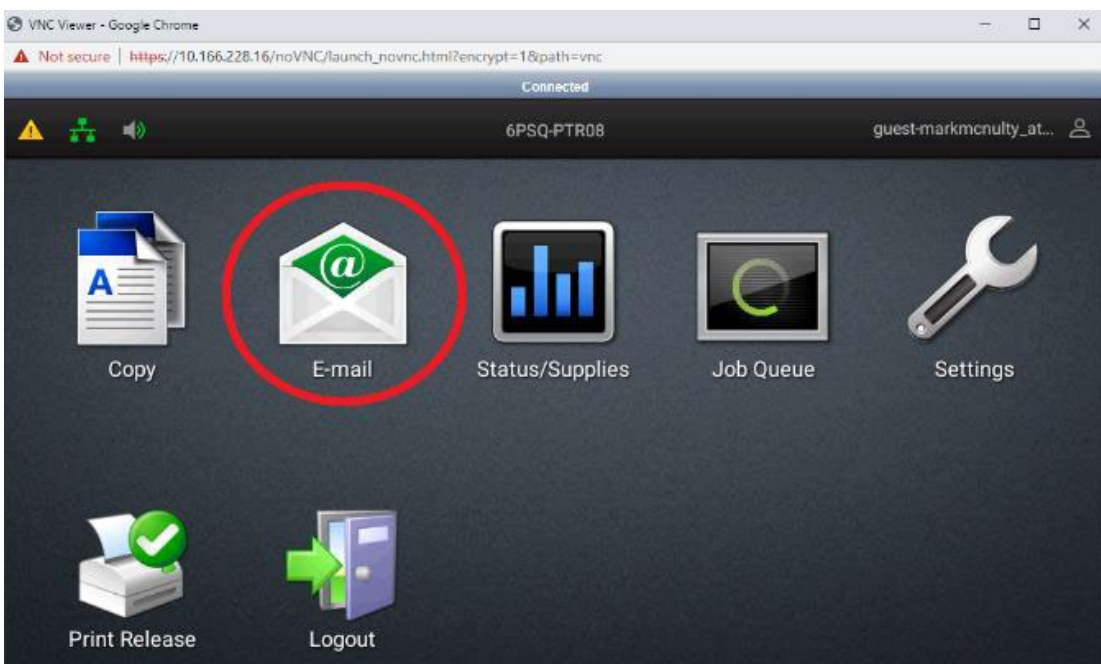 VNC Viewer - Google Chrome
Not secure | https://10.166.228.16/noVNC/launch_novnc.html?encrypt=1&path=vnc
Connected
6PSQ-PTR08 guest-markmcnulty_at...
A @
Copy E-mail Status/Supplies Job Queue Settings
Print Release Logout